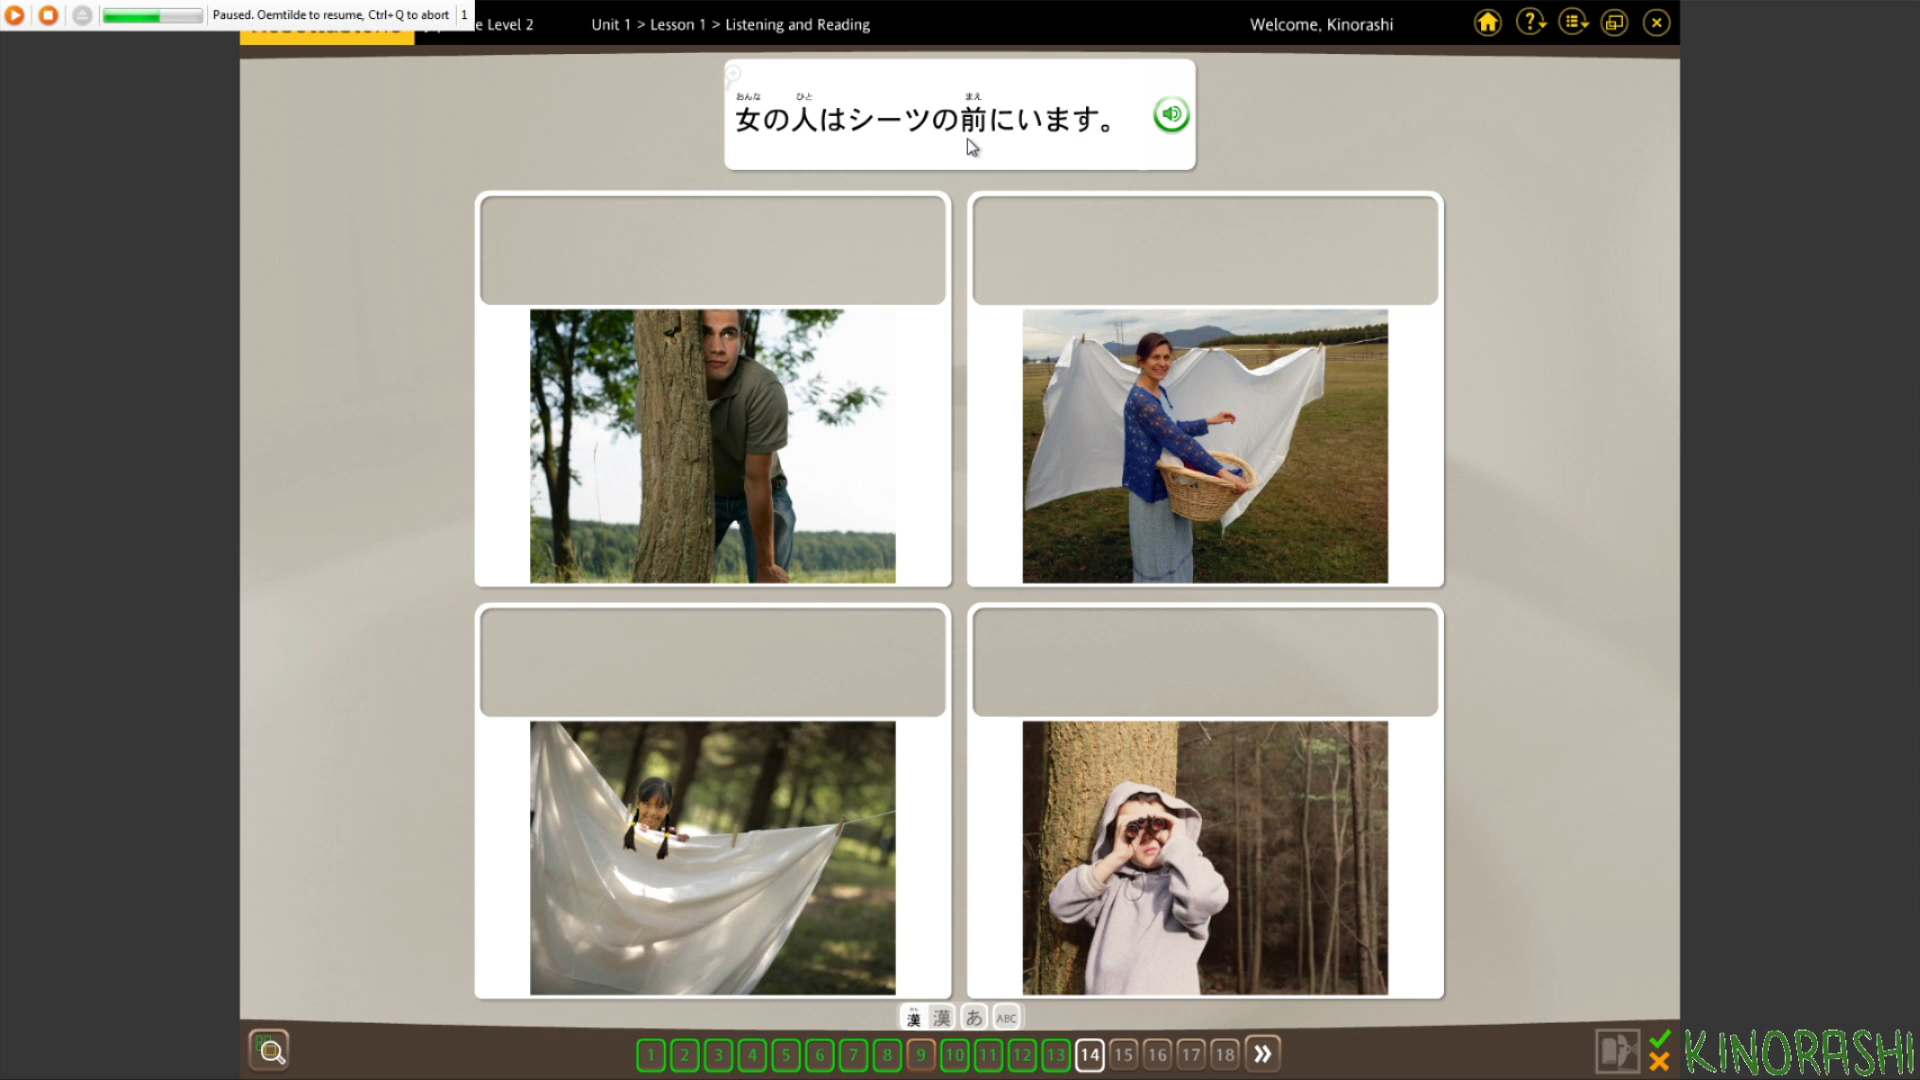 Paused. Oemtilde to resume, Ctrl+Q to abort 1
e Level 2
Unit 1 > Lesson 1 > Listening and Reading
Welcome, Kinorashi
おんな ひと まえ
女の人はシーツの前にいます。
漢 漢 あ ABC
1 2 3 4 5 6 7 8 9 10 11 12 13 14 15 16 17 18
KINORASHI